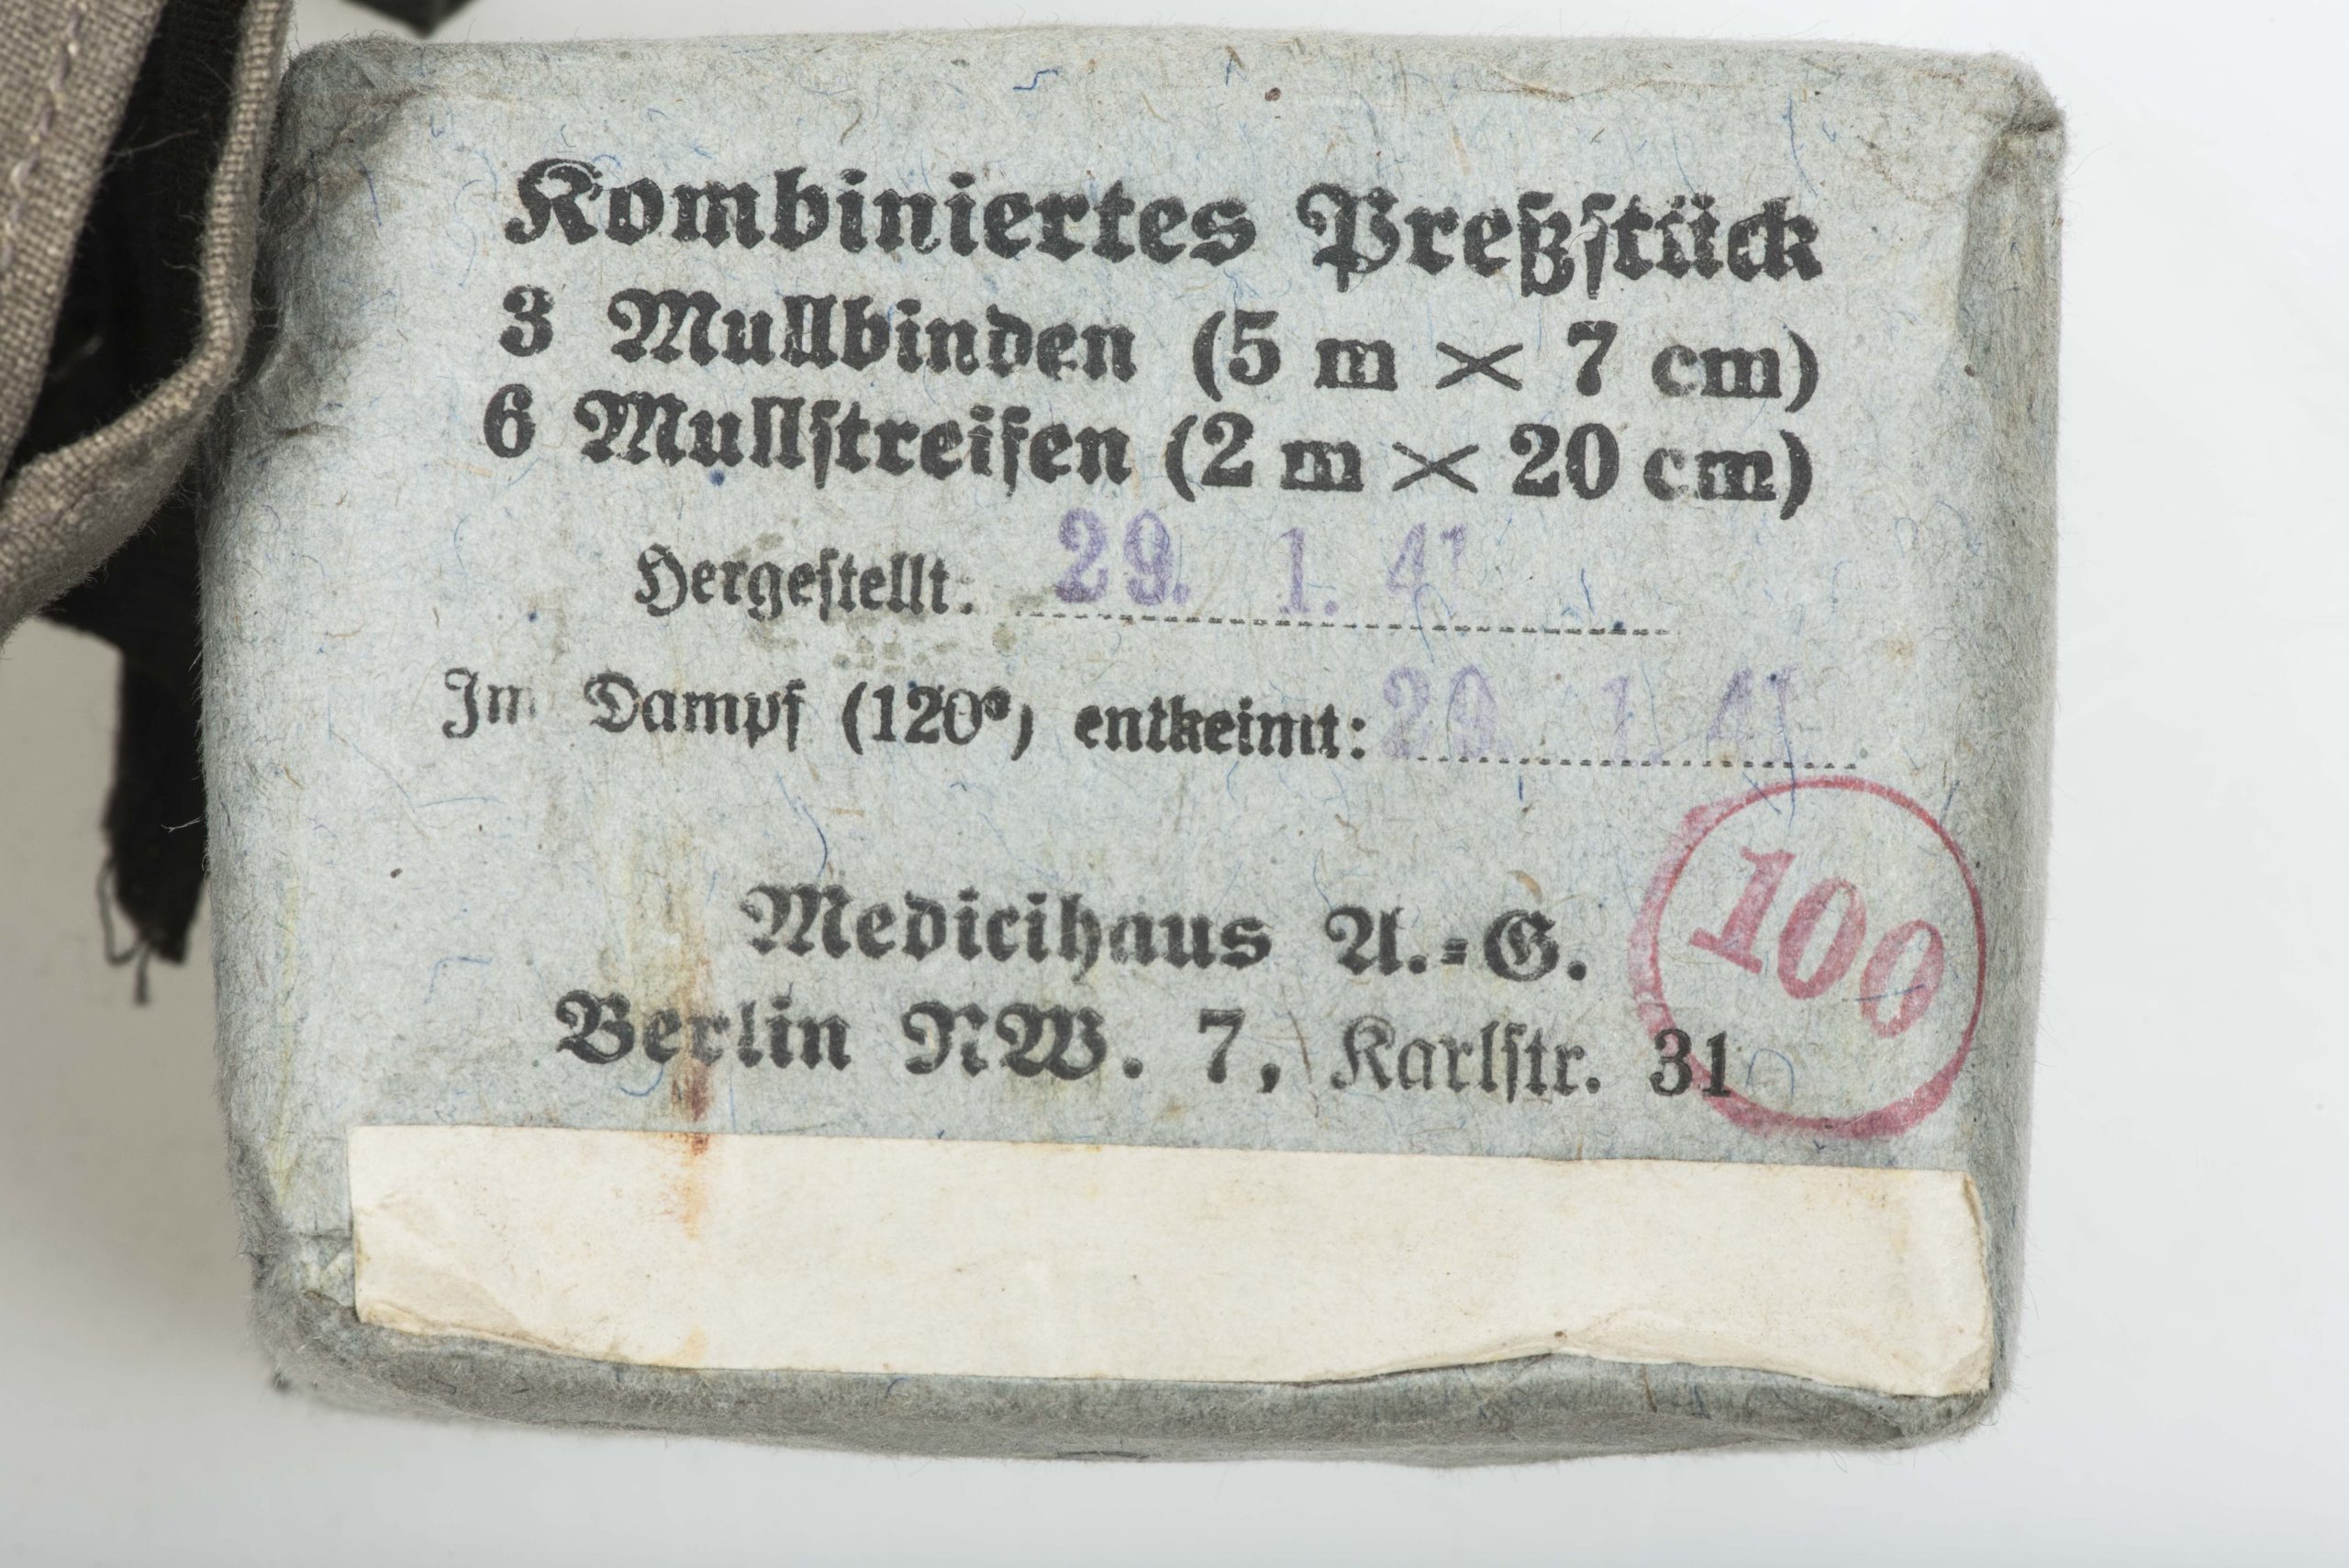 Kombiniertes Preßstück
3 Mullbinden (5 m × 7 cm)
6 Mullstreifen (2 m × 20 cm)
Hergestellt: 29. 1. 41
Im Dampf (120°) entkeimt: 29. 1. 41
100
Medicihaus A.-G.
Berlin NW. 7, Karlstr. 31